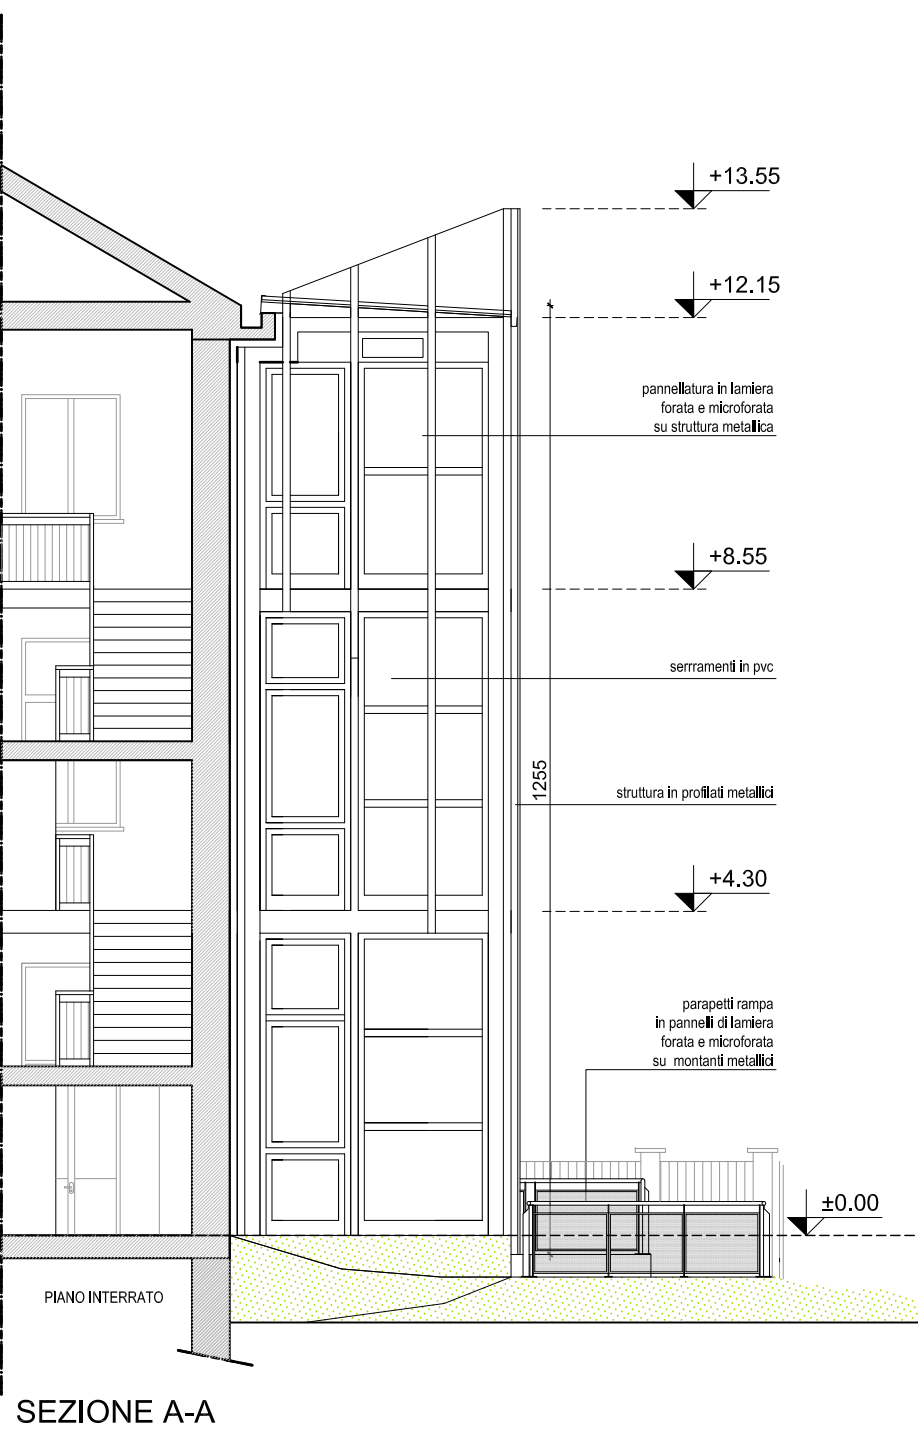 +13.55
+12.15
pannellatura in lamiera
forata e microforata
su struttura metallica
+8.55
serrramenti in pvc
1255
struttura in profilati metallici
+4.30
parapetti rampa
in pannelli di lamiera
forata e microforata
su montanti metallici
±0.00
PIANO INTERRATO
SEZIONE A-A